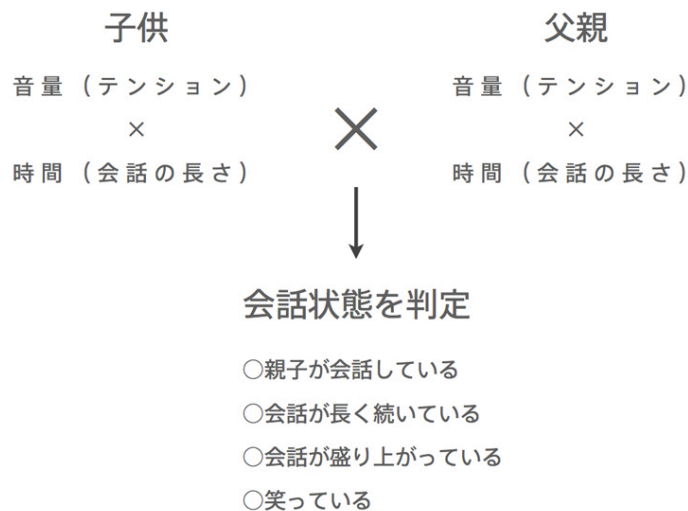 子供
音量（テンション）
×
時間（会話の長さ）
×
父親
音量（テンション）
×
時間（会話の長さ）
会話状態を判定
○親子が会話している
○会話が長く続いている
○会話が盛り上がっている
○笑っている